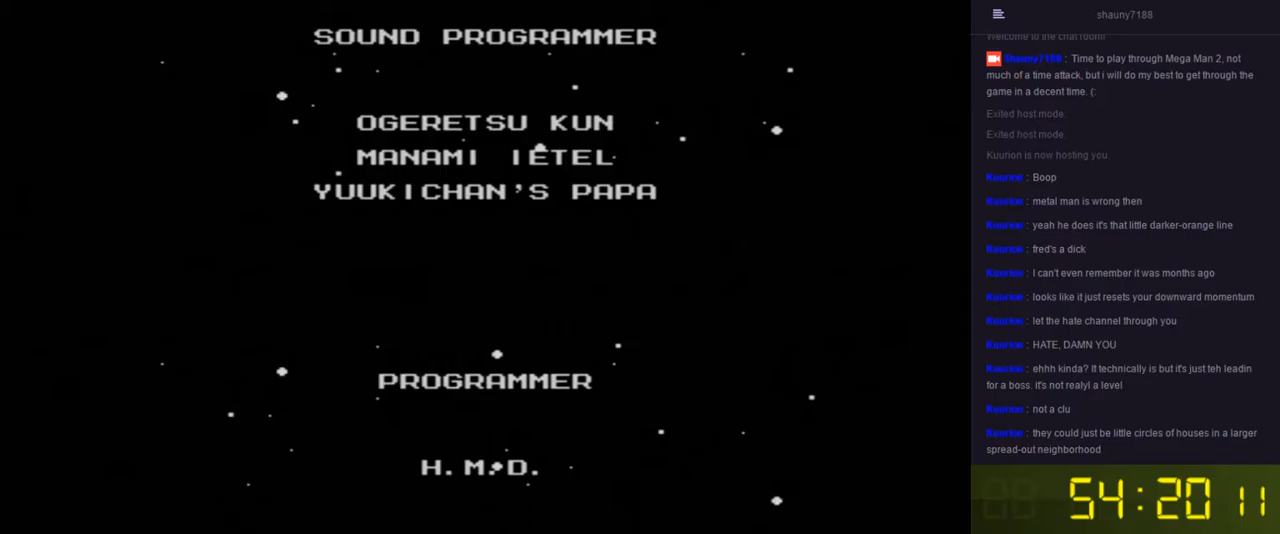 SOUND PROGRAMMER
OGERETSU KUN
MANAMI IETEL
YUUKICHAN'S PAPA
PROGRAMMER
H.M.D.
shauny7188
Welcome to the chat room!
Shauny7188 : Time to play through Mega Man 2, not
much of a time attack, but i will do my best to get through the
game in a decent time. (:
Exited host mode.
Exited host mode.
Kuurion is now hosting you.
Kuurion : Boop
Kuurion : metal man is wrong then
Kuurion : yeah he does it's that little darker-orange line
Kuurion : fred's a dick
Kuurion : I can't even remember it was months ago
Kuurion : looks like it just resets your downward momentum
Kuurion : let the hate channel through you
Kuurion : HATE, DAMN YOU
Kuurion : ehhh kinda? It technically is but it's just teh leadin
for a boss. it's not realyl a level
Kuurion : not a clu
Kuurion : they could just be little circles of houses in a larger
spread-out neighborhood
54:20 11